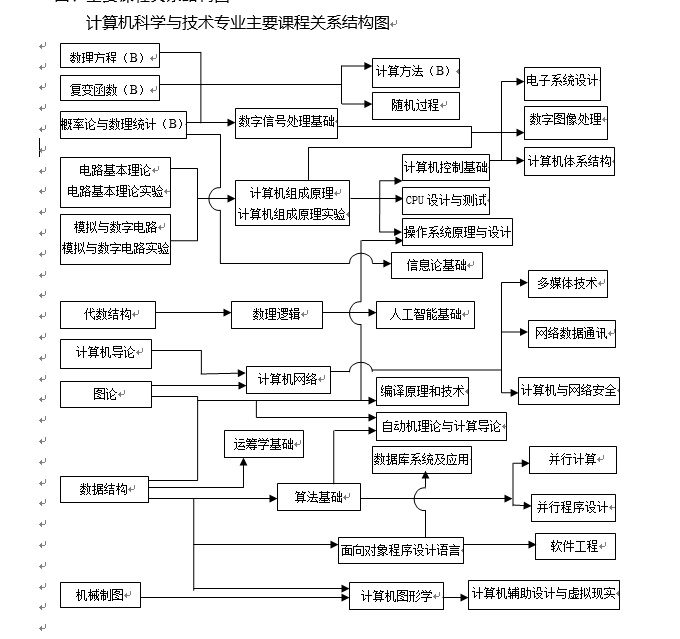 计算机科学与技术专业主要课程关系结构图
数理方程（B）
复变函数（B）
计算方法（B）
电子系统设计
随机过程
概率论与数理统计（B）
数字信号处理基础
数字图像处理
电路基本理论
电路基本理论实验
计算机控制基础
计算机体系结构
计算机组成原理
计算机组成原理实验
CPU 设计与测试
模拟与数字电路
模拟与数字电路实验
操作系统原理与设计
信息论基础
多媒体技术
代数结构
数理逻辑
人工智能基础
网络数据通讯
计算机导论
计算机网络
图论
编译原理和技术
计算机与网络安全
自动机理论与计算导论
运筹学基础
数据库系统及应用
并行计算
数据结构
算法基础
并行程序设计
面向对象程序设计语言
软件工程
机械制图
计算机图形学
计算机辅助设计与虚拟现实